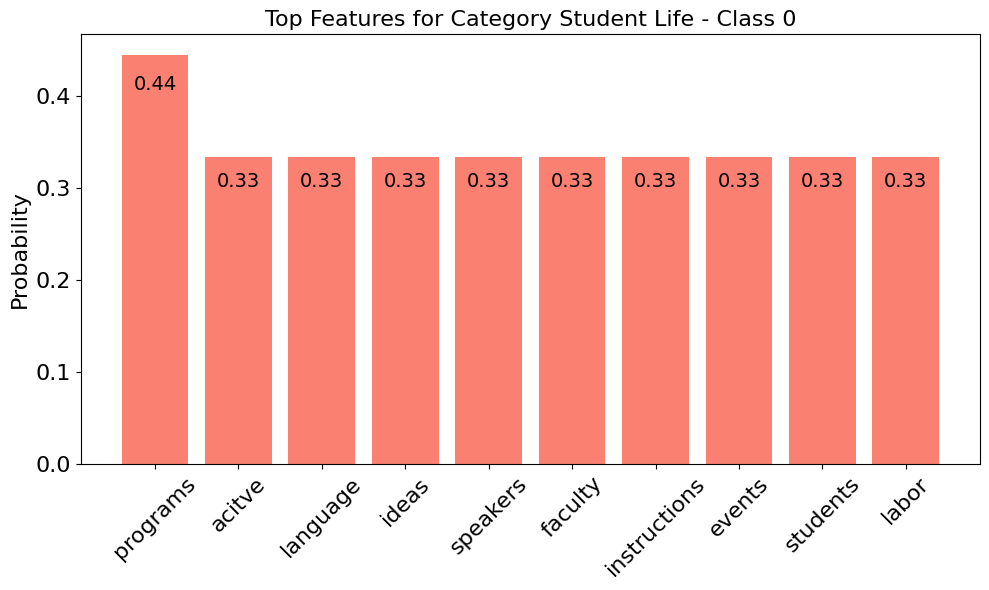 Top Features for Category Student Life - Class 0
Probability
0.4
0.3
0.2
0.1
0.0
0.44
0.33
0.33
0.33
0.33
0.33
0.33
0.33
0.33
0.33
programs
acitve
language
ideas
speakers
faculty
instructions
events
students
labor